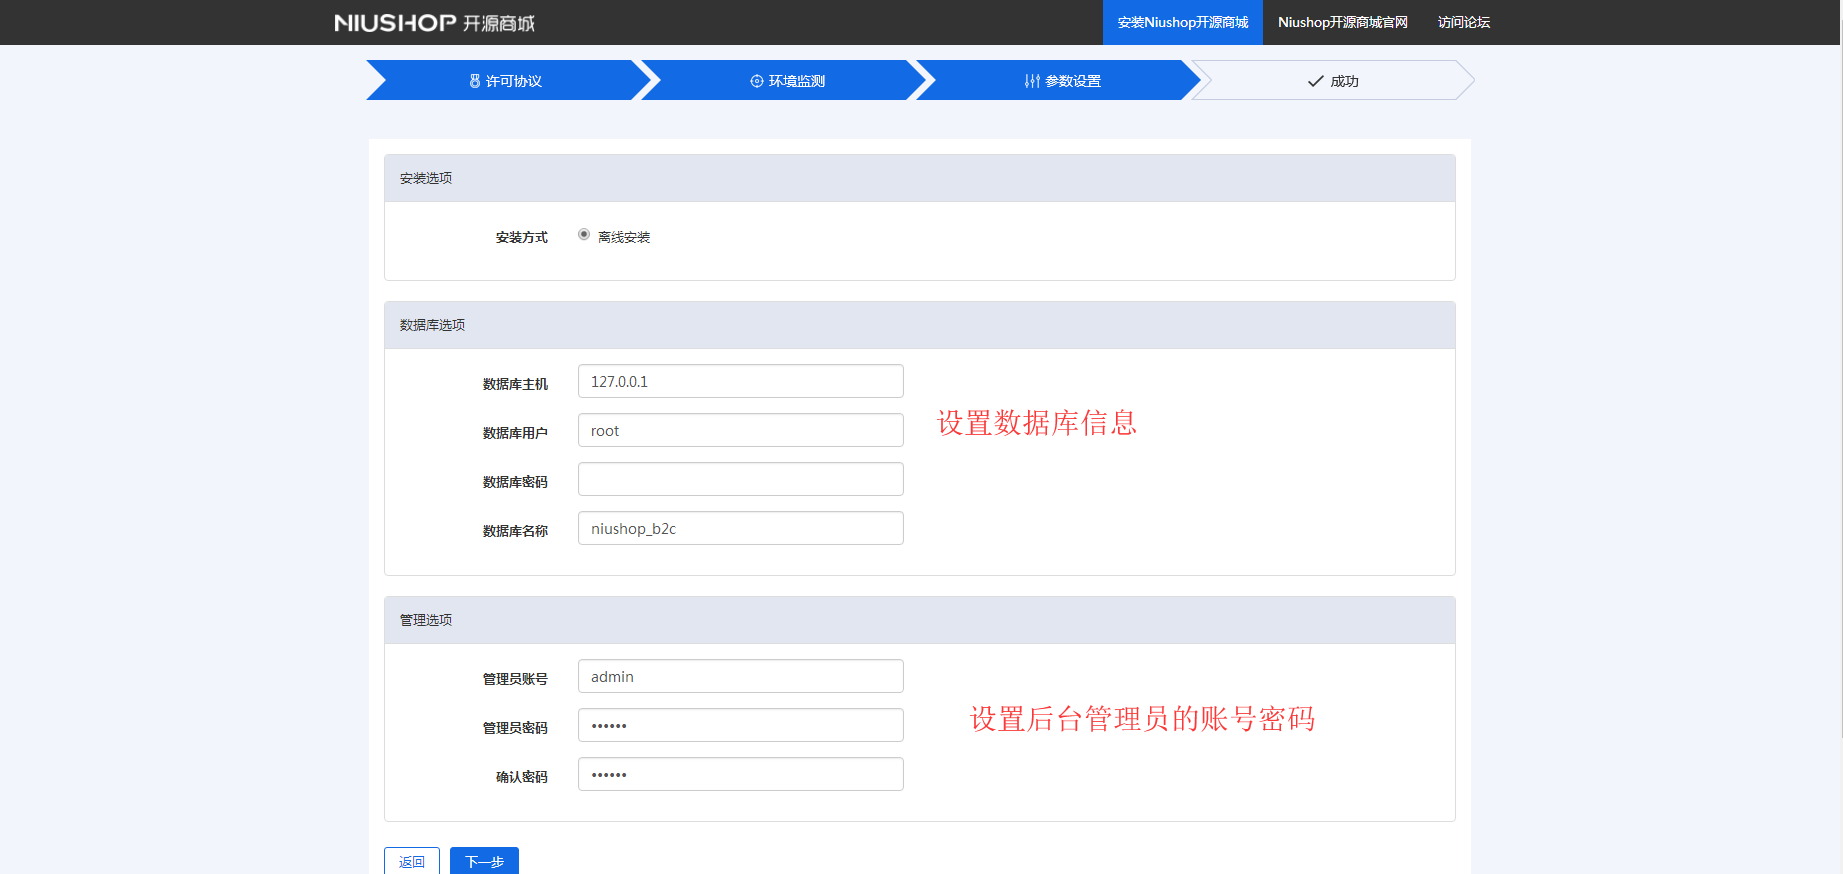 NIUSHOP 开源商城
安装Niushop开源商城
Niushop开源商城官网
访问论坛
许可协议
环境监测
参数设置
成功
安装选项
安装方式
离线安装
数据库选项
数据库主机
127.0.0.1
数据库用户
root
设置数据库信息
数据库密码
数据库名称
niushop_b2c
管理选项
管理员账号
admin
管理员密码
••••••
设置后台管理员的账号密码
确认密码
••••••
返回
下一步